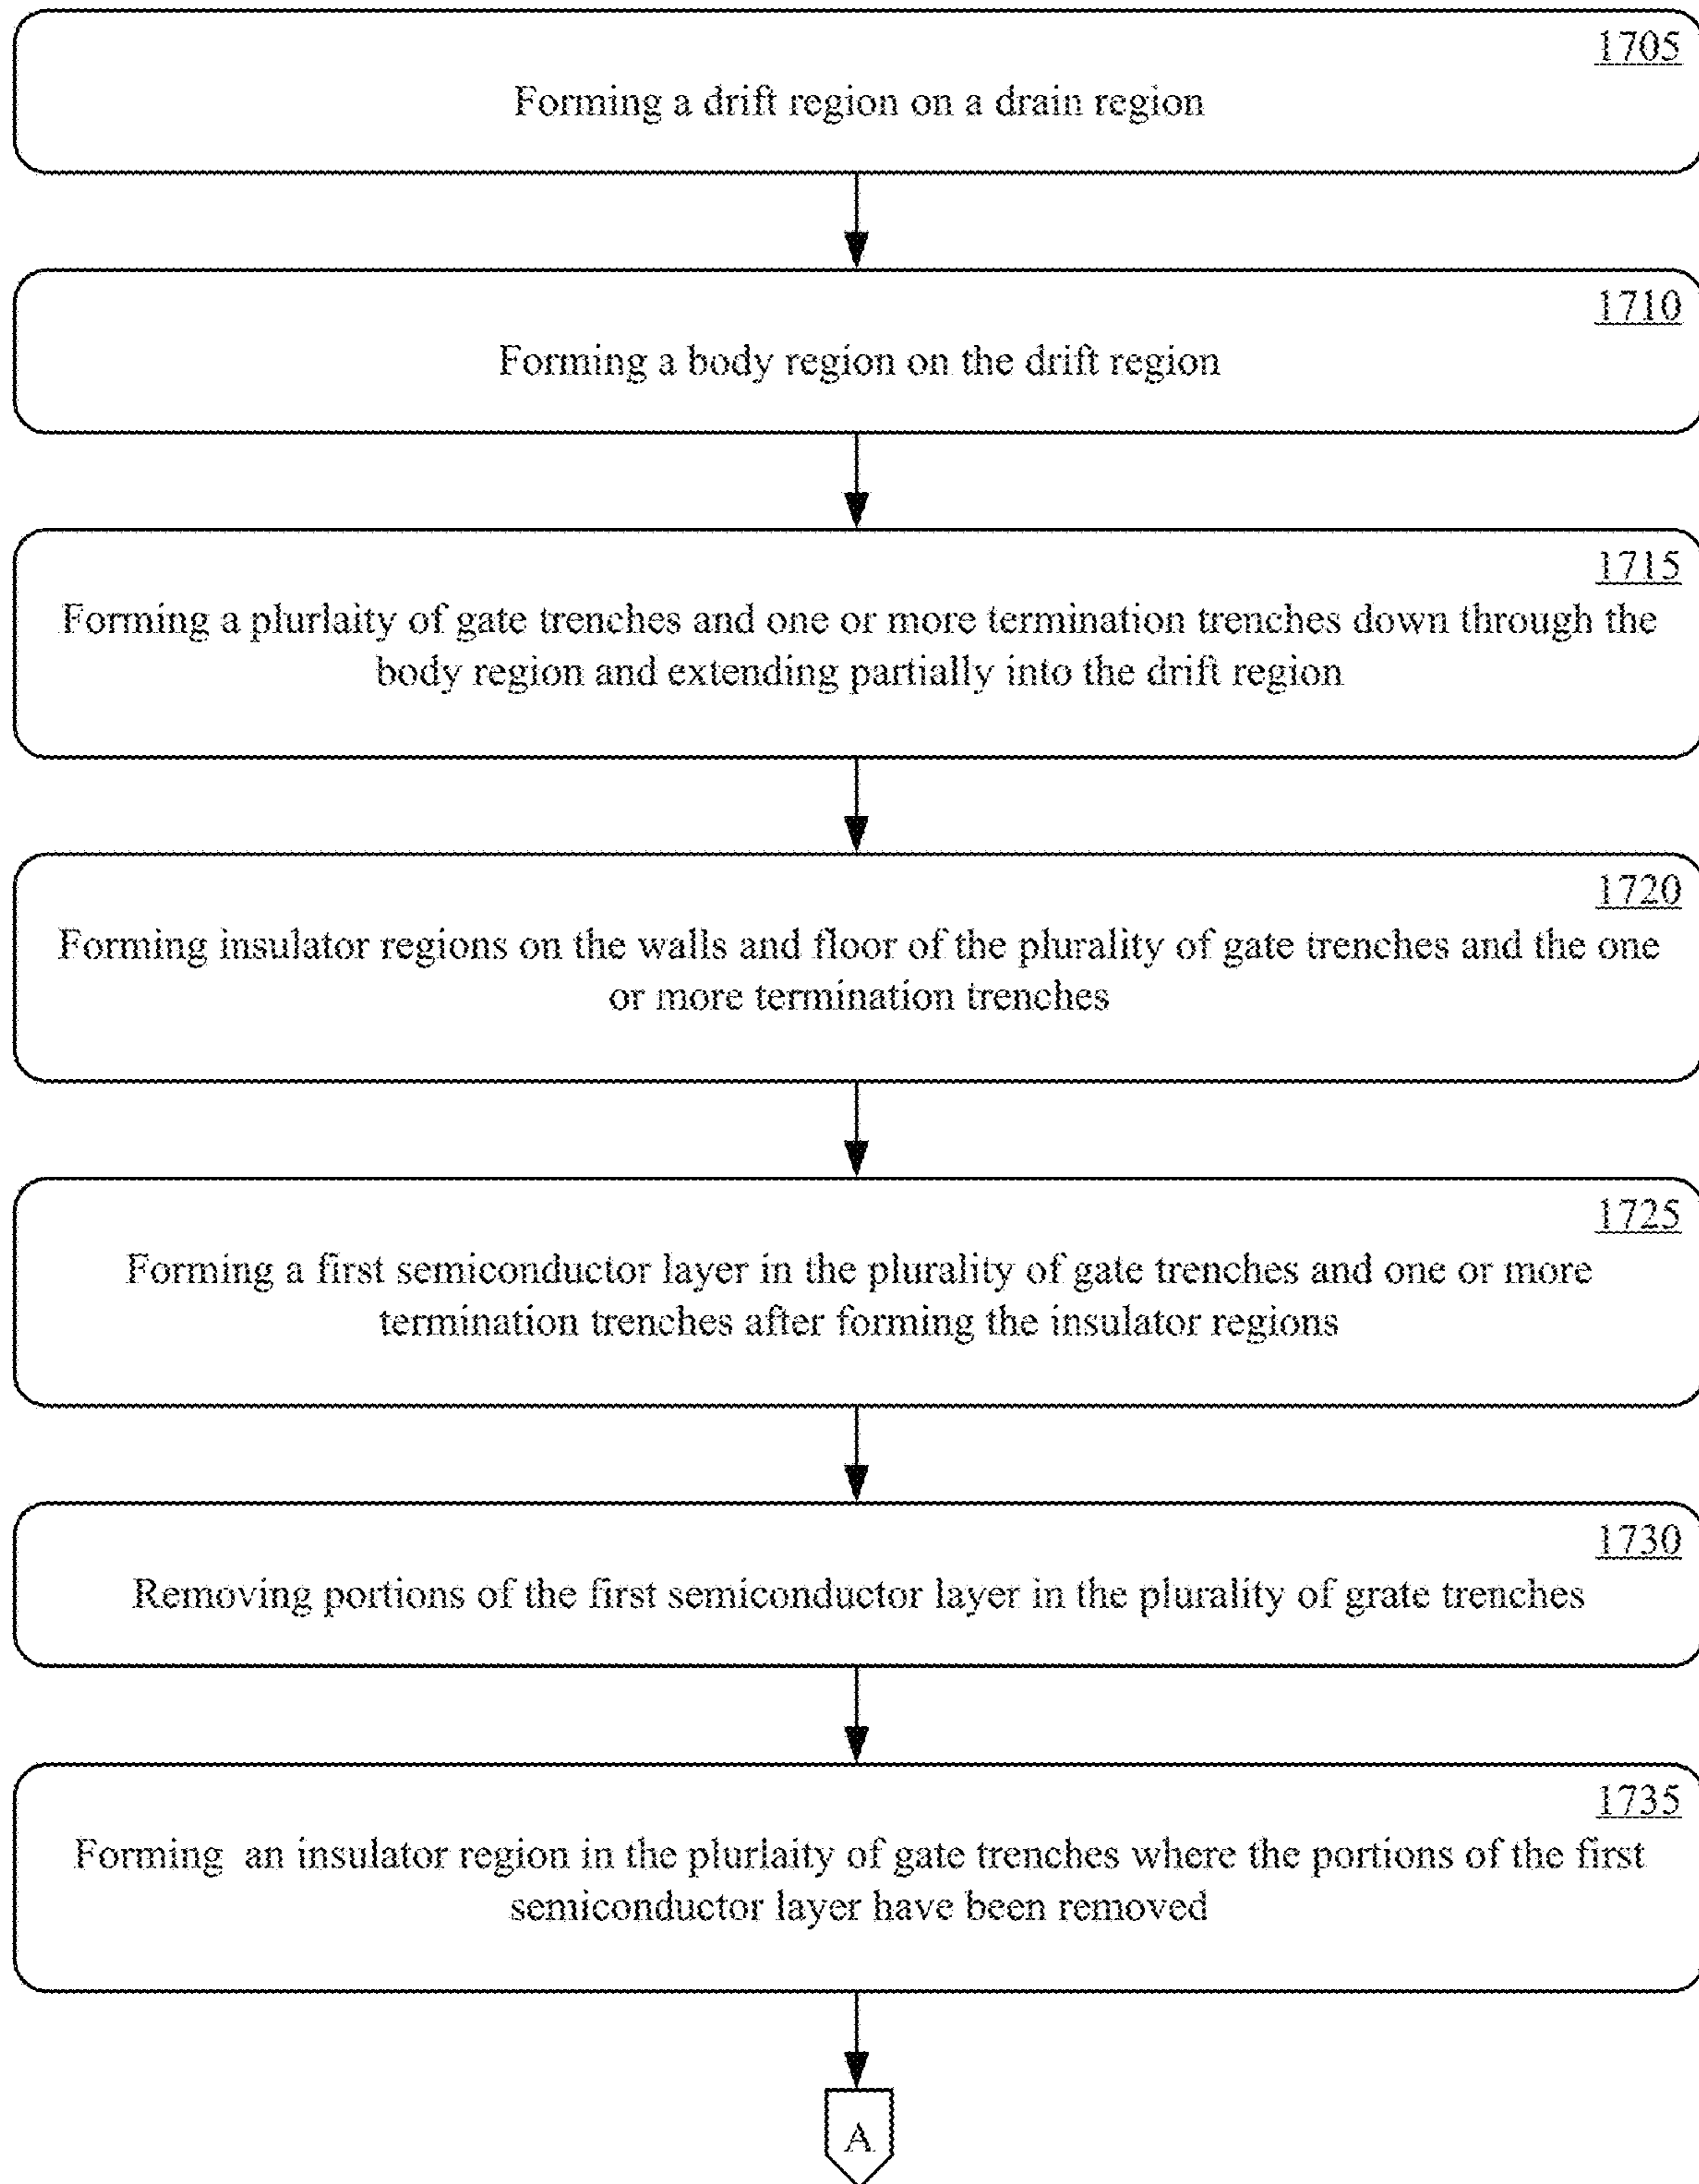 1705
Forming a drift region on a drain region
1710
Forming a body region on the drift region
1715
Forming a plurlaity of gate trenches and one or more termination trenches down through the
body region and extending partially into the drift region
1720
Forming insulator regions on the walls and floor of the plurality of gate trenches and the one
or more termination trenches
1725
Forming a first semiconductor layer in the plurality of gate trenches and one or more
termination trenches after forming the insulator regions
1730
Removing portions of the first semiconductor layer in the plurality of grate trenches
1735
Forming an insulator region in the plurlaity of gate trenches where the portions of the first
semiconductor layer have been removed
A